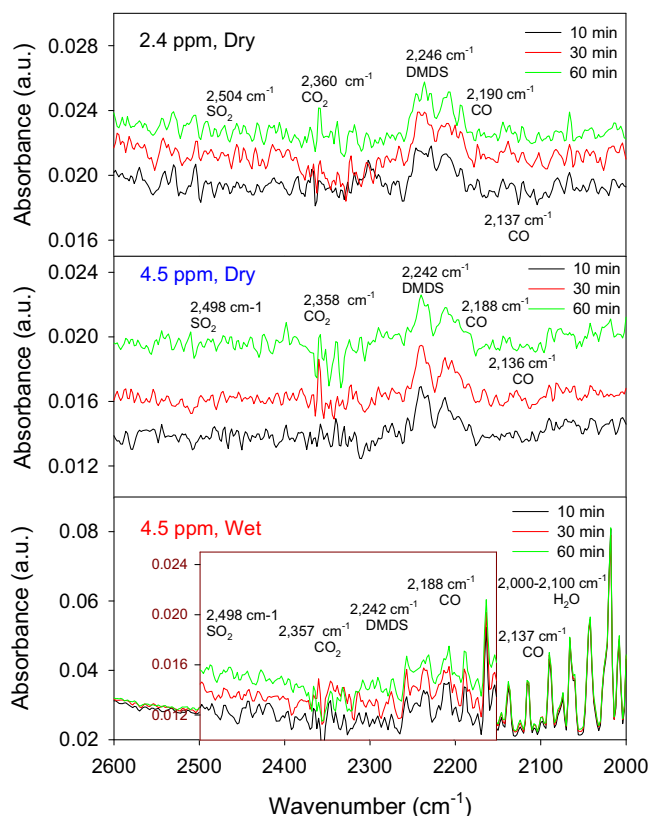 2.4 ppm, Dry
10 min
30 min
60 min
2,504 cm⁻¹
SO₂
2,360 cm⁻¹
CO₂
2,246 cm⁻¹
DMDS
2,190 cm⁻¹
CO
2,137 cm⁻¹
CO
0.028
0.024
0.020
0.016
Absorbance (a.u.)
4.5 ppm, Dry
10 min
30 min
60 min
2,498 cm-1
SO₂
2,358 cm⁻¹
CO₂
2,242 cm⁻¹
DMDS
2,188 cm⁻¹
CO
2,136 cm⁻¹
CO
0.024
0.020
0.016
0.012
Absorbance (a.u.)
4.5 ppm, Wet
10 min
30 min
60 min
0.024
0.020
0.016
0.012
2,498 cm-1
SO₂
2,357 cm⁻¹
CO₂
2,242 cm⁻¹
DMDS
2,188 cm⁻¹
CO
2,000-2,100 cm⁻¹
H₂O
2,137 cm⁻¹
CO
0.08
0.06
0.04
0.02
Absorbance (a.u.)
2600 2500 2400 2300 2200 2100 2000
Wavenumber (cm⁻¹)